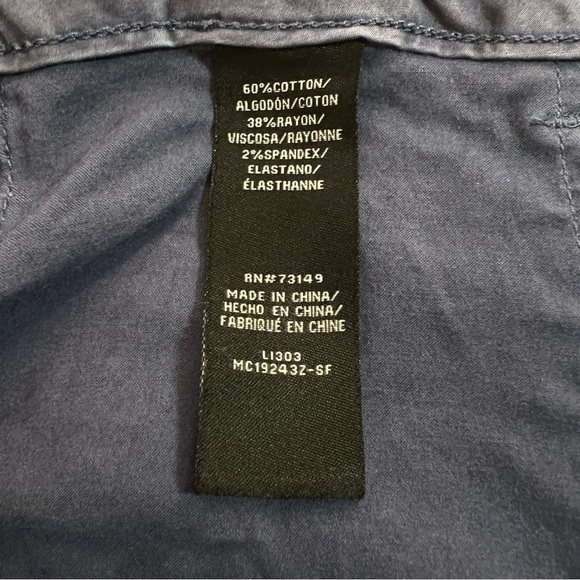 60%COTTON/
ALGODÓN/COTON
38%RAYON/
VISCOSA/RAYONNE
2%SPANDEX/
ELASTANO/
ÉLASTHANNE
RN#73149
MADE IN CHINA/
HECHO EN CHINA/
FABRIQUÉ EN CHINE
LI303
MC19243Z-SF